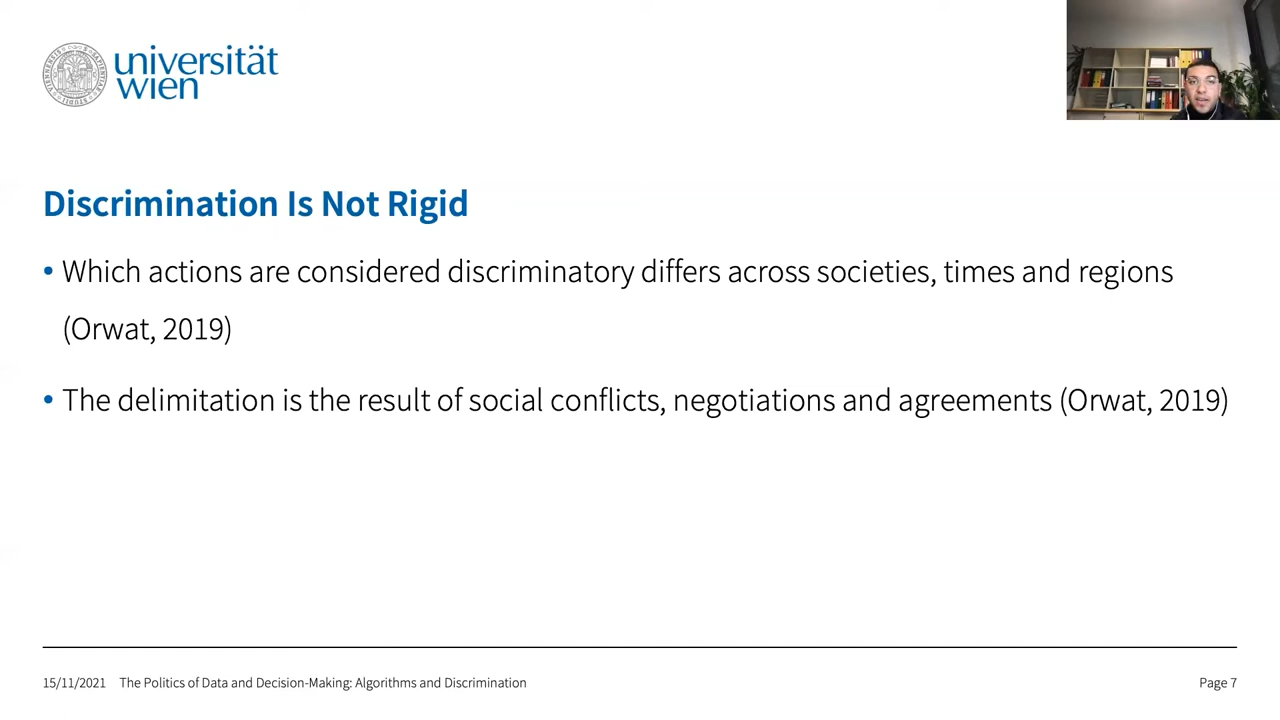 universität
wien
Discrimination Is Not Rigid
• Which actions are considered discriminatory differs across societies, times and regions
(Orwat, 2019)
• The delimitation is the result of social conflicts, negotiations and agreements (Orwat, 2019)
15/11/2021 The Politics of Data and Decision-Making: Algorithms and Discrimination Page 7